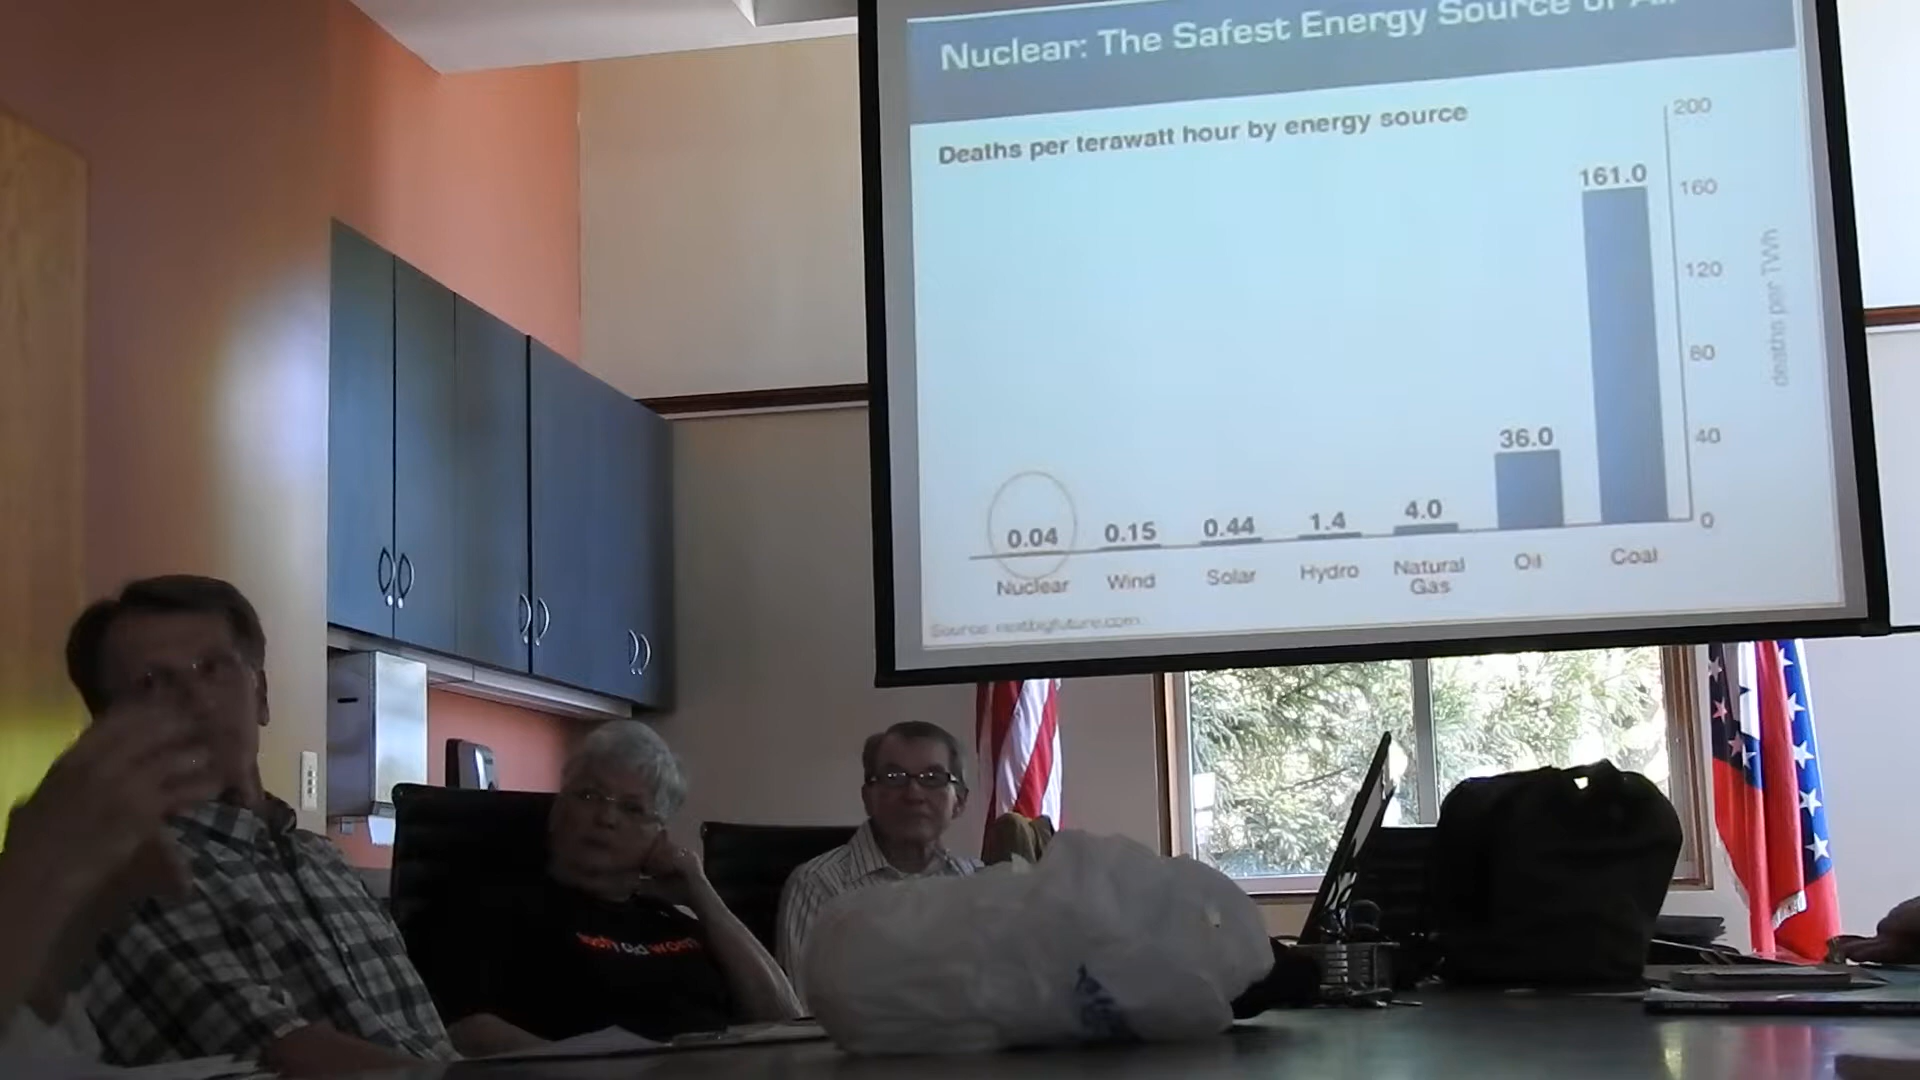 Nuclear: The Safest Energy Source of All
Deaths per terawatt hour by energy source
200
161.0
160
120
80
40
36.0
4.0
1.4
0.44
0.15
0.04
0
deaths per TWh
Nuclear
Wind
Solar
Hydro
Natural
Gas
Oil
Coal
Source: nextbigfuture.com